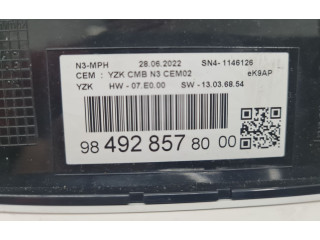 N3-MPH 28.06.2022 SN4-1146126
CEM : YZK CMB N3 CEM02 eK9AP
YZK HW - 07.E0.00 SW - 13.03.68.54
98 492 857 80 00